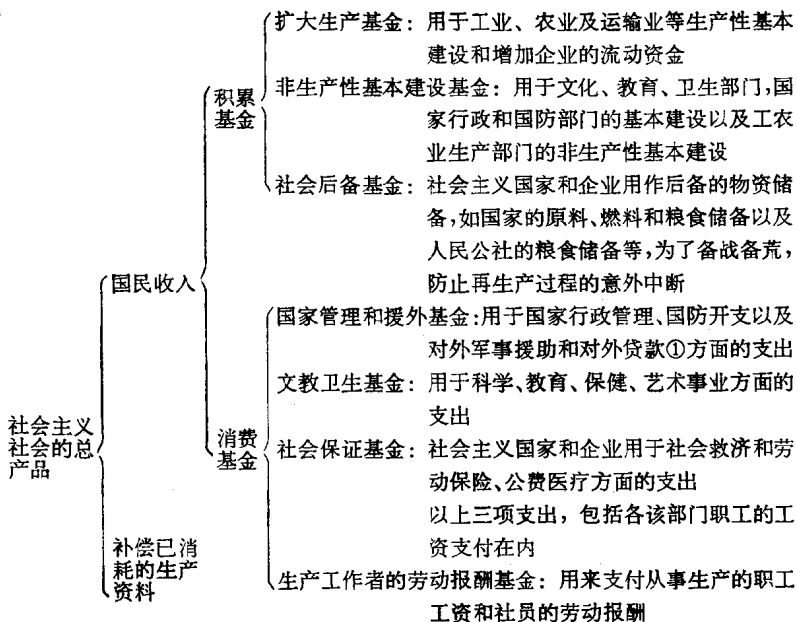 扩大生产基金：用于工业、农业及运输业等生产性基本
建设和增加企业的流动资金
积累
基金
非生产性基本建设基金：用于文化、教育、卫生部门，国
家行政和国防部门的基本建设以及工农
业生产部门的非生产性基本建设
社会后备基金：社会主义国家和企业用作后备的物资储
备，如国家的原料、燃料和粮食储备以及
人民公社的粮食储备等，为了备战备荒，
防止再生产过程的意外中断
国民收入
国家管理和援外基金：用于国家行政管理、国防开支以及
对外军事援助和对外贷款①方面的支出
文教卫生基金：用于科学、教育、保健、艺术事业方面的
支出
社会主义
社会的总
产品
消费
基金
社会保证基金：社会主义国家和企业用于社会救济和劳
动保险、公费医疗方面的支出
以上三项支出，包括各该部门职工的工
资支付在内
补偿已消
耗的生产
资料
生产工作者的劳动报酬基金：用来支付从事生产的职工
工资和社员的劳动报酬